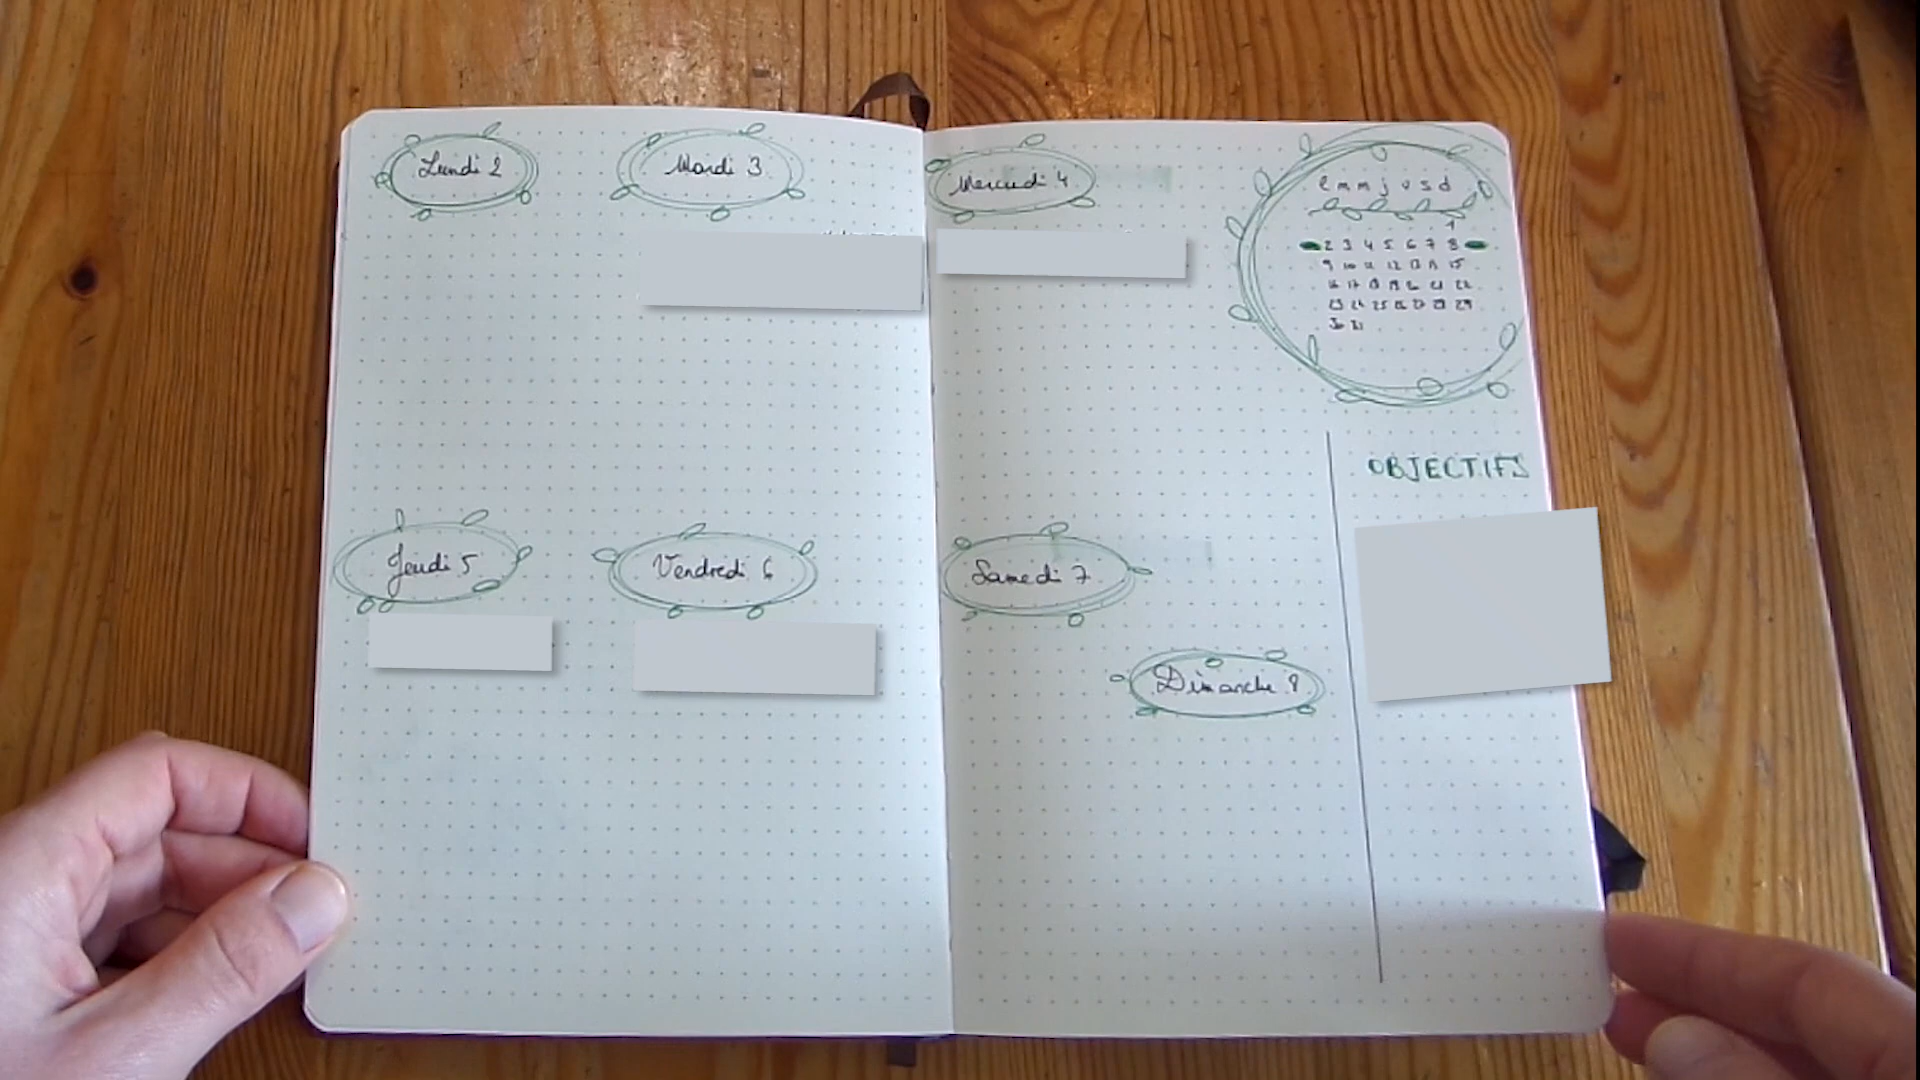 Lundi 2
Mardi 3
Mercredi 4
l m m j v s d
1
2 3 4 5 6 7 8
9 10 11 12 13 14 15
16 17 18 19 20 21 22
23 24 25 26 27 28 29
30 31
OBJECTIFS
Jeudi 5
Vendredi 6
Samedi 7
Dimanche 8